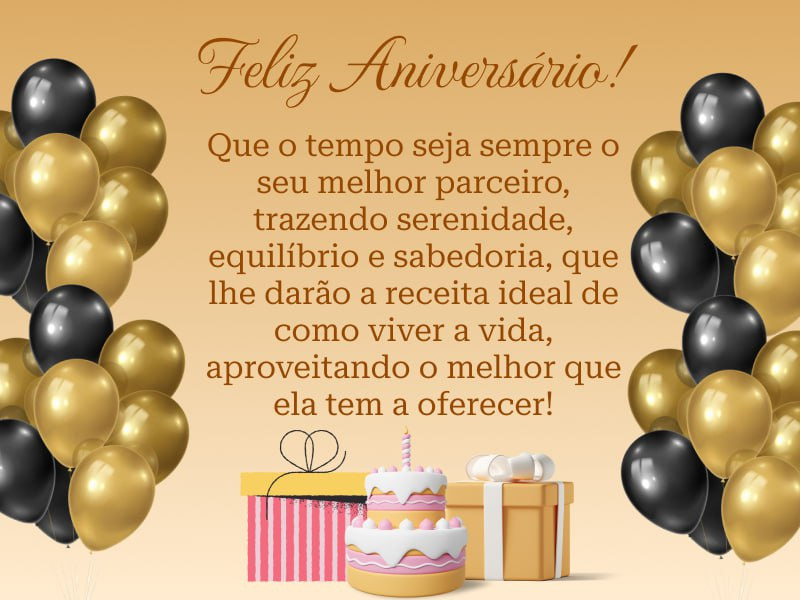 Feliz Aniversário!
Que o tempo seja sempre o
seu melhor parceiro,
trazendo serenidade,
equilíbrio e sabedoria, que
lhe darão a receita ideal de
como viver a vida,
aproveitando o melhor que
ela tem a oferecer!